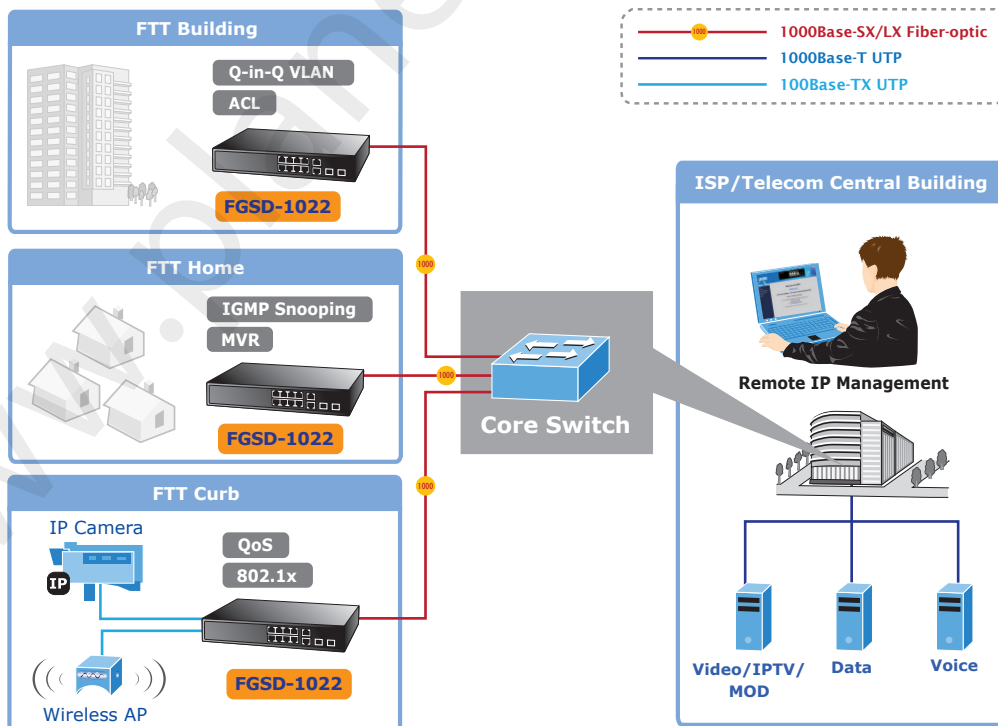 FTT Building
Q-in-Q VLAN
ACL
FGSD-1022
1000
FTT Home
IGMP Snooping
MVR
FGSD-1022
1000
FTT Curb
IP Camera
IP
QoS
802.1x
FGSD-1022
Wireless AP
1000
Core Switch
1000
1000Base-SX/LX Fiber-optic
1000Base-T UTP
100Base-TX UTP
ISP/Telecom Central Building
Remote IP Management
Video/IPTV/
MOD
Data
Voice
www.plane